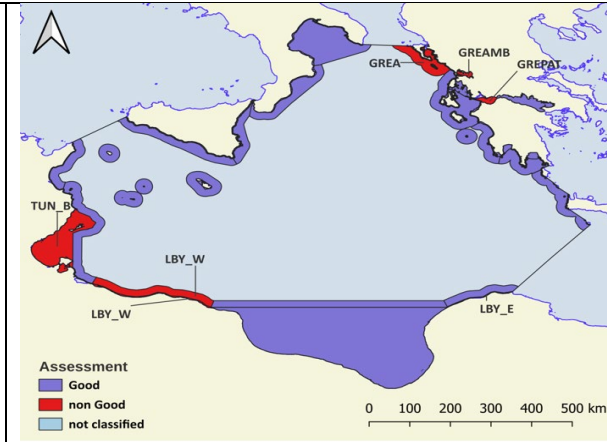 GREAMB
GREA
GREPAT
TUN_B
LBY_W
LBY_W
LBY_E
Assessment
Good
non Good
not classified
0 100 200 300 400 500 km